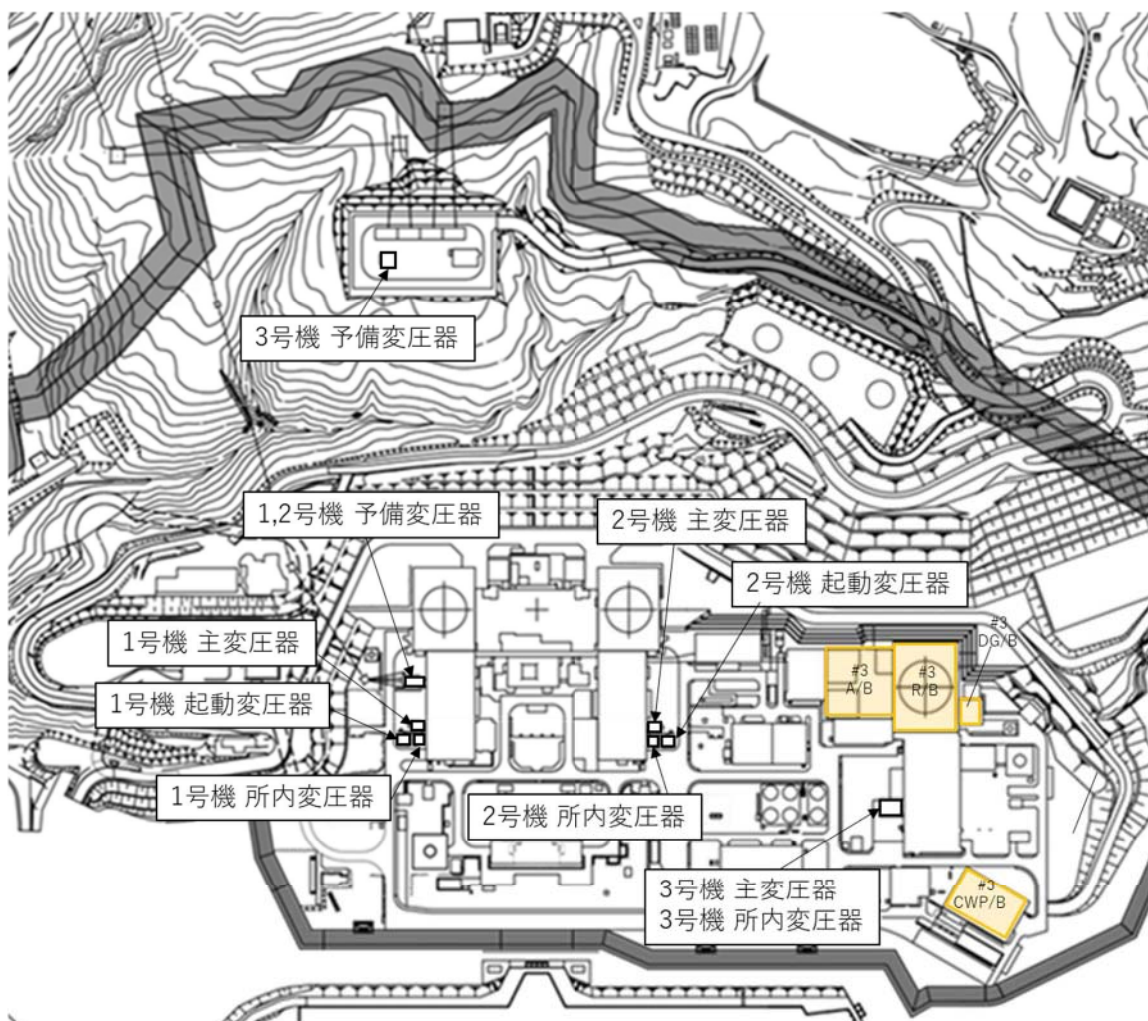 3号機 予備変圧器
1,2号機 予備変圧器
2号機 主変圧器
2号機 起動変圧器
1号機 主変圧器
#3
DG/B
#3
A/B
#3
R/B
1号機 起動変圧器
1号機 所内変圧器
2号機 所内変圧器
3号機 主変圧器
3号機 所内変圧器
#3
CWP/B